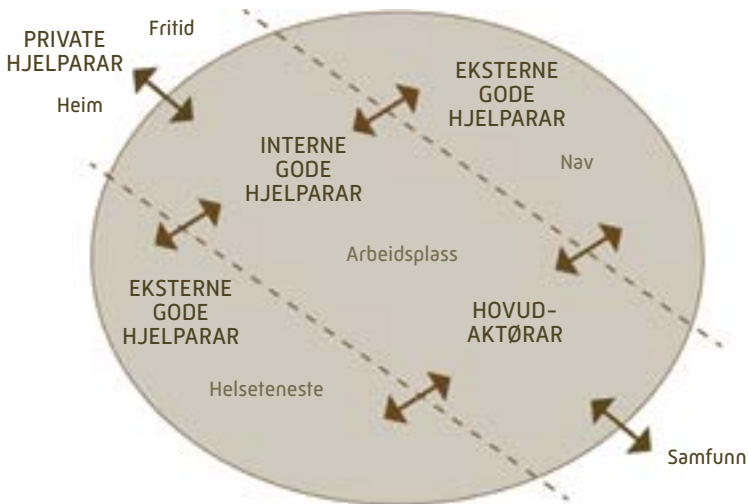 Fritid
PRIVATE
HJELPARAR
Heim
EKSTERNE
GODE
HJELPARAR
Nav
INTERNE
GODE
HJELPARAR
Arbeidsplass
EKSTERNE
GODE
HJELPARAR
HOVUD-
AKTØRAR
Helseteneste
Samfunn